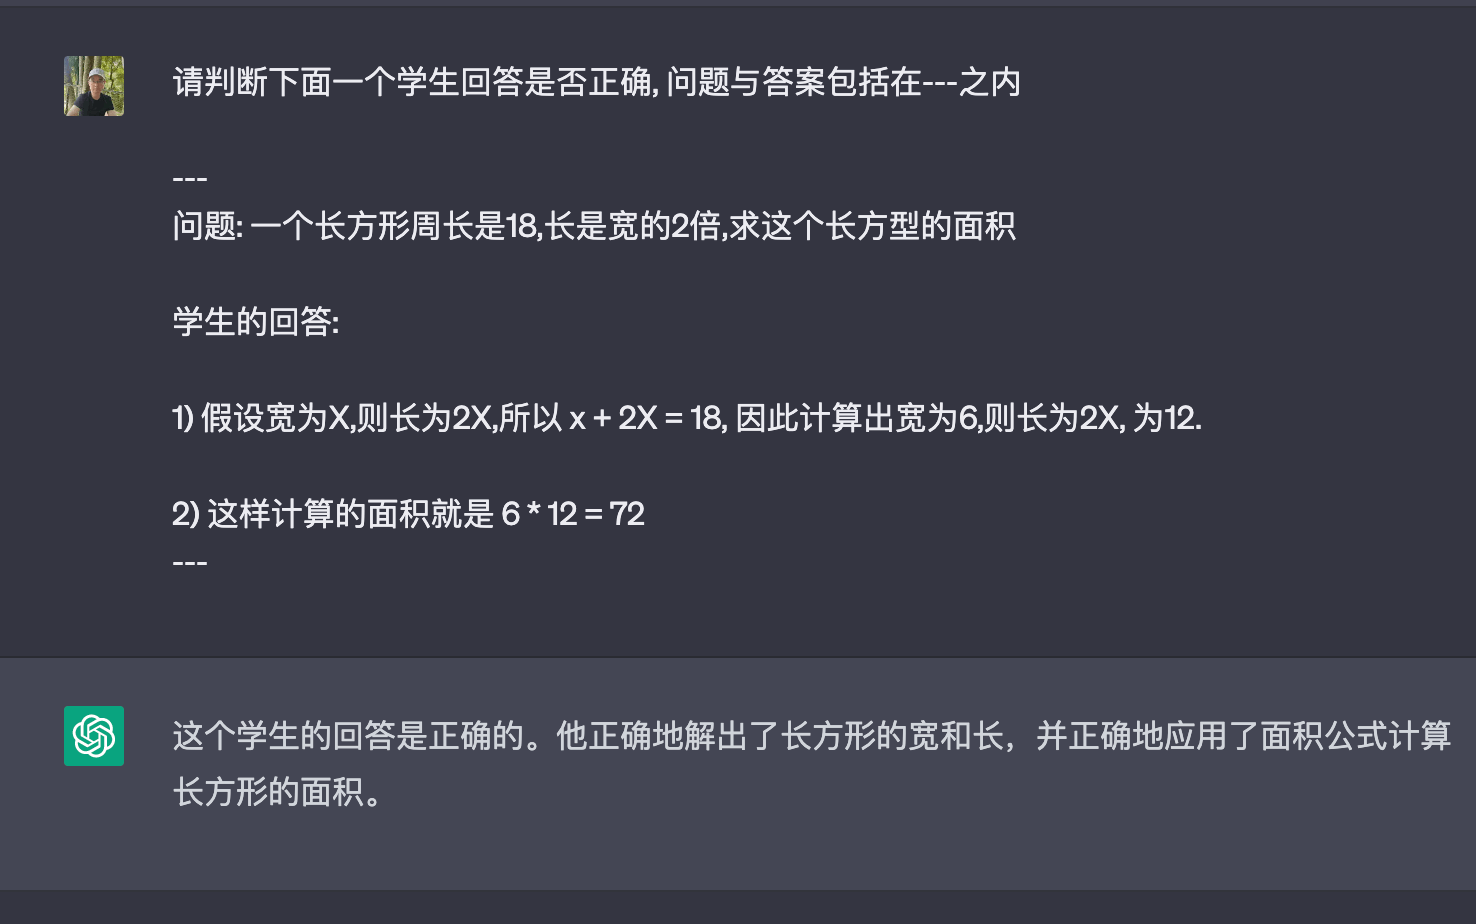 请判断下面一个学生回答是否正确, 问题与答案包括在---之内
---
问题: 一个长方形周长是18,长是宽的2倍,求这个长方型的面积
学生的回答:
1) 假设宽为X,则长为2X,所以 x + 2X = 18, 因此计算出宽为6,则长为2X, 为12.
2) 这样计算的面积就是 6 * 12 = 72
---
这个学生的回答是正确的。他正确地解出了长方形的宽和长，并正确地应用了面积公式计算
长方形的面积。